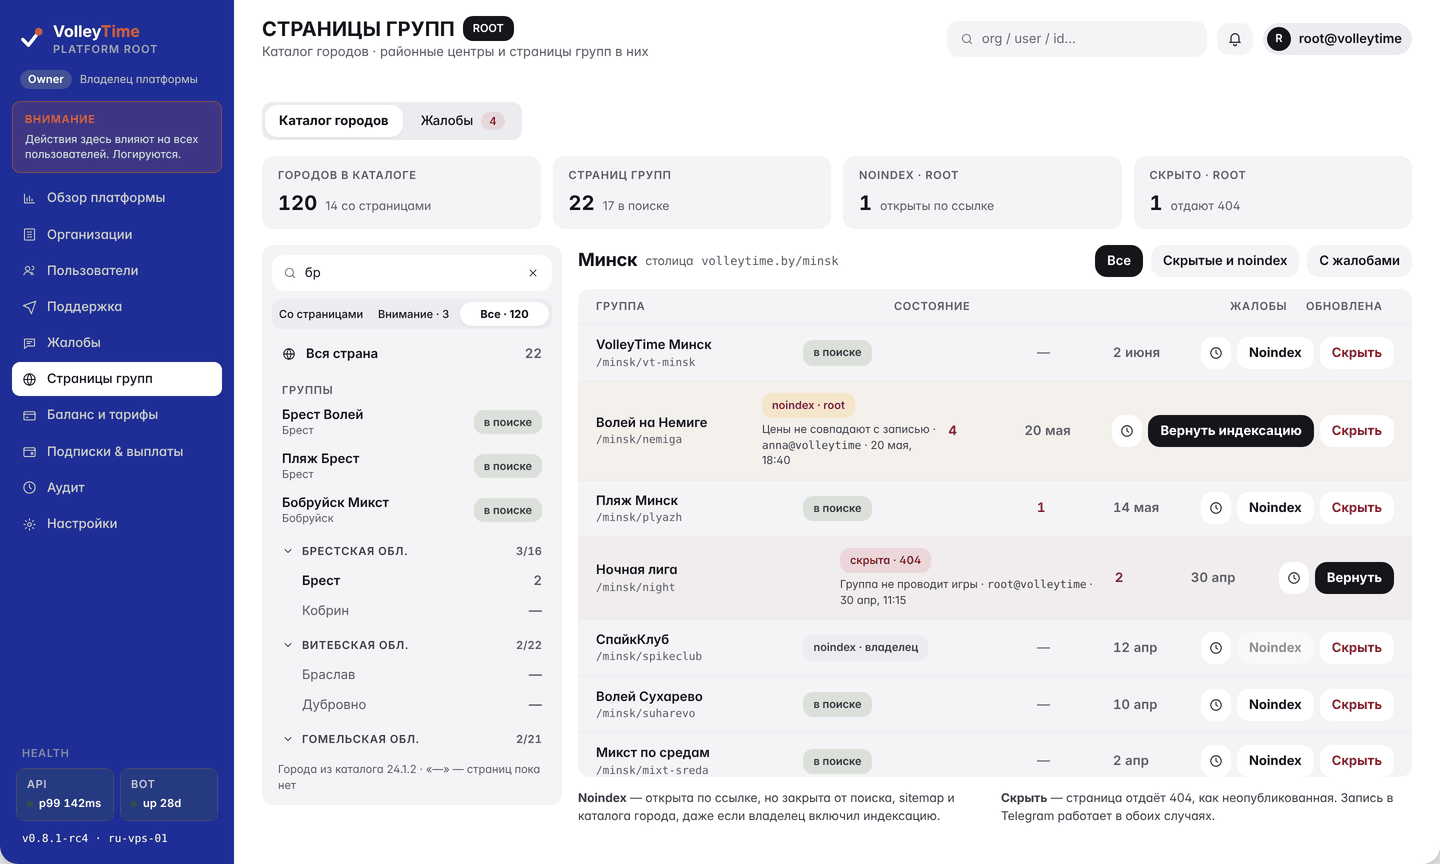 VolleyTime
PLATFORM ROOT
Owner Владелец платформы
ВНИМАНИЕ
Действия здесь влияют на всех
пользователей. Логируются.
Обзор платформы
Организации
Пользователи
Поддержка
Жалобы
Страницы групп
Баланс и тарифы
Подписки & выплаты
Аудит
Настройки
HEALTH
API
p99 142ms
BOT
up 28d
v0.8.1-rc4 · ru-vps-01
СТРАНИЦЫ ГРУПП ROOT
Каталог городов · районные центры и страницы групп в них
org / user / id...
R root@volleytime
Каталог городов Жалобы 4
ГОРОДОВ В КАТАЛОГЕ
120 14 со страницами
СТРАНИЦ ГРУПП
22 17 в поиске
NOINDEX · ROOT
1 открыты по ссылке
СКРЫТО · ROOT
1 отдают 404
бр
Со страницами Внимание · 3 Все · 120
Вся страна 22
ГРУППЫ
Брест Волей
Брест
в поиске
Пляж Брест
Брест
в поиске
Бобруйск Микст
Бобруйск
в поиске
БРЕСТСКАЯ ОБЛ. 3/16
Брест 2
Кобрин —
ВИТЕБСКАЯ ОБЛ. 2/22
Браслав —
Дубровно —
ГОМЕЛЬСКАЯ ОБЛ. 2/21
Города из каталога 24.1.2 · «—» — страниц пока
нет
Минск столица volleytime.by/minsk
Все Скрытые и noindex С жалобами
ГРУППА СОСТОЯНИЕ ЖАЛОБЫ ОБНОВЛЕНА
VolleyTime Минск
/minsk/vt-minsk
в поиске — 2 июня Noindex Скрыть
Волей на Немиге
/minsk/nemiga
noindex · root
Цены не совпадают с записью ·
anna@volleytime · 20 мая,
18:40
4 20 мая Вернуть индексацию Скрыть
Пляж Минск
/minsk/plyazh
в поиске 1 14 мая Noindex Скрыть
Ночная лига
/minsk/night
скрыта · 404
Группа не проводит игры · root@volleytime ·
30 апр, 11:15
2 30 апр Вернуть
СпайкКлуб
/minsk/spikeclub
noindex · владелец — 12 апр Noindex Скрыть
Волей Сухарево
/minsk/suharevo
в поиске — 10 апр Noindex Скрыть
Микст по средам
/minsk/mixt-sreda
в поиске — 2 апр Noindex Скрыть
Noindex — открыта по ссылке, но закрыта от поиска, sitemap и
каталога города, даже если владелец включил индексацию.
Скрыть — страница отдаёт 404, как неопубликованная. Запись в
Telegram работает в обоих случаях.